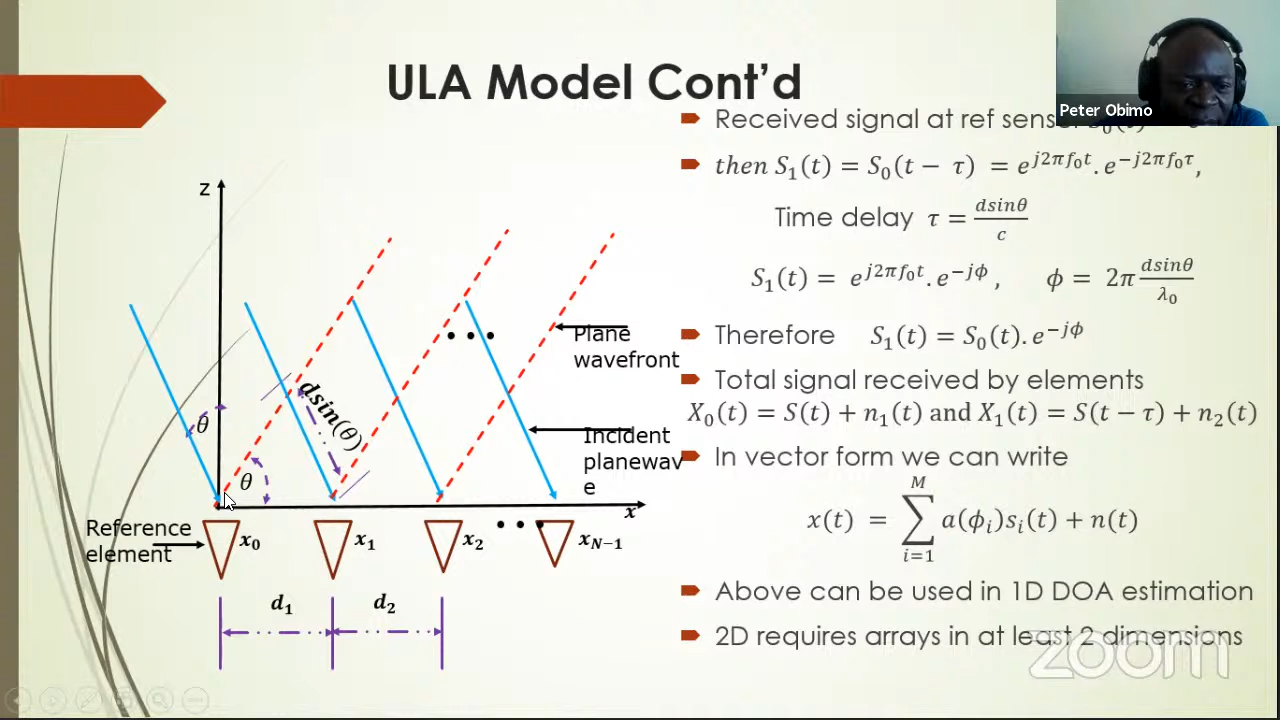 ULA Model Cont'd
Peter Obimo
Received signal at ref
then S₁(t) = S₀(t − τ) = e^{j2πf₀t}.e^{−j2πf₀τ},
Time delay τ = dsinθ/c
S₁(t) = e^{j2πf₀t}.e^{−jϕ}, ϕ = 2π dsinθ/λ₀
Therefore S₁(t) = S₀(t).e^{−jϕ}
Total signal received by elements
X₀(t) = S(t) + n₁(t) and X₁(t) = S(t − τ) + n₂(t)
In vector form we can write
x(t) = ∑_{i=1}^{M} a(ϕᵢ)sᵢ(t) + n(t)
Above can be used in 1D DOA estimation
2D requires arrays in at least 2 dimensions
z
Plane
wavefront
dsin(θ)
θ
θ
Incident
planewav
e
x
Reference
element
x₀
x₁
x₂
x_{N−1}
d₁
d₂
zoom